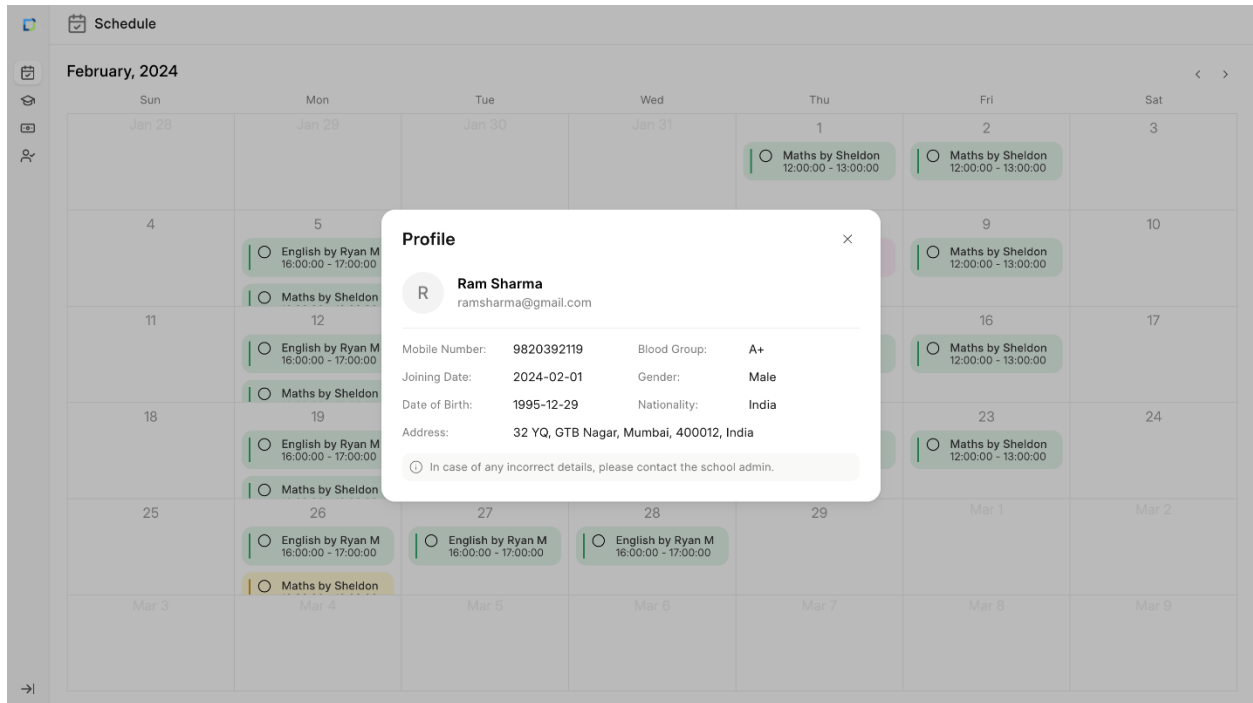 Schedule
February, 2024
Sun Mon Tue Wed Thu Fri Sat
Jan 28 Jan 29 Jan 30 Jan 31 1 2 3
Maths by Sheldon Maths by Sheldon
12:00:00 - 13:00:00 12:00:00 - 13:00:00
4 5 9 10
English by Ryan M Maths by Sheldon
16:00:00 - 17:00:00 12:00:00 - 13:00:00
Maths by Sheldon
11 12 16 17
English by Ryan M Maths by Sheldon
16:00:00 - 17:00:00 12:00:00 - 13:00:00
Maths by Sheldon
18 19 23 24
English by Ryan M Maths by Sheldon
16:00:00 - 17:00:00 12:00:00 - 13:00:00
Maths by Sheldon
Profile
R
Ram Sharma
ramsharma@gmail.com
Mobile Number: 9820392119 Blood Group: A+
Joining Date: 2024-02-01 Gender: Male
Date of Birth: 1995-12-29 Nationality: India
Address: 32 YQ, GTB Nagar, Mumbai, 400012, India
In case of any incorrect details, please contact the school admin.
25 26 27 28 29 Mar 1 Mar 2
English by Ryan M English by Ryan M English by Ryan M
16:00:00 - 17:00:00 16:00:00 - 17:00:00 16:00:00 - 17:00:00
Maths by Sheldon
Mar 3 Mar 4 Mar 5 Mar 6 Mar 7 Mar 8 Mar 9